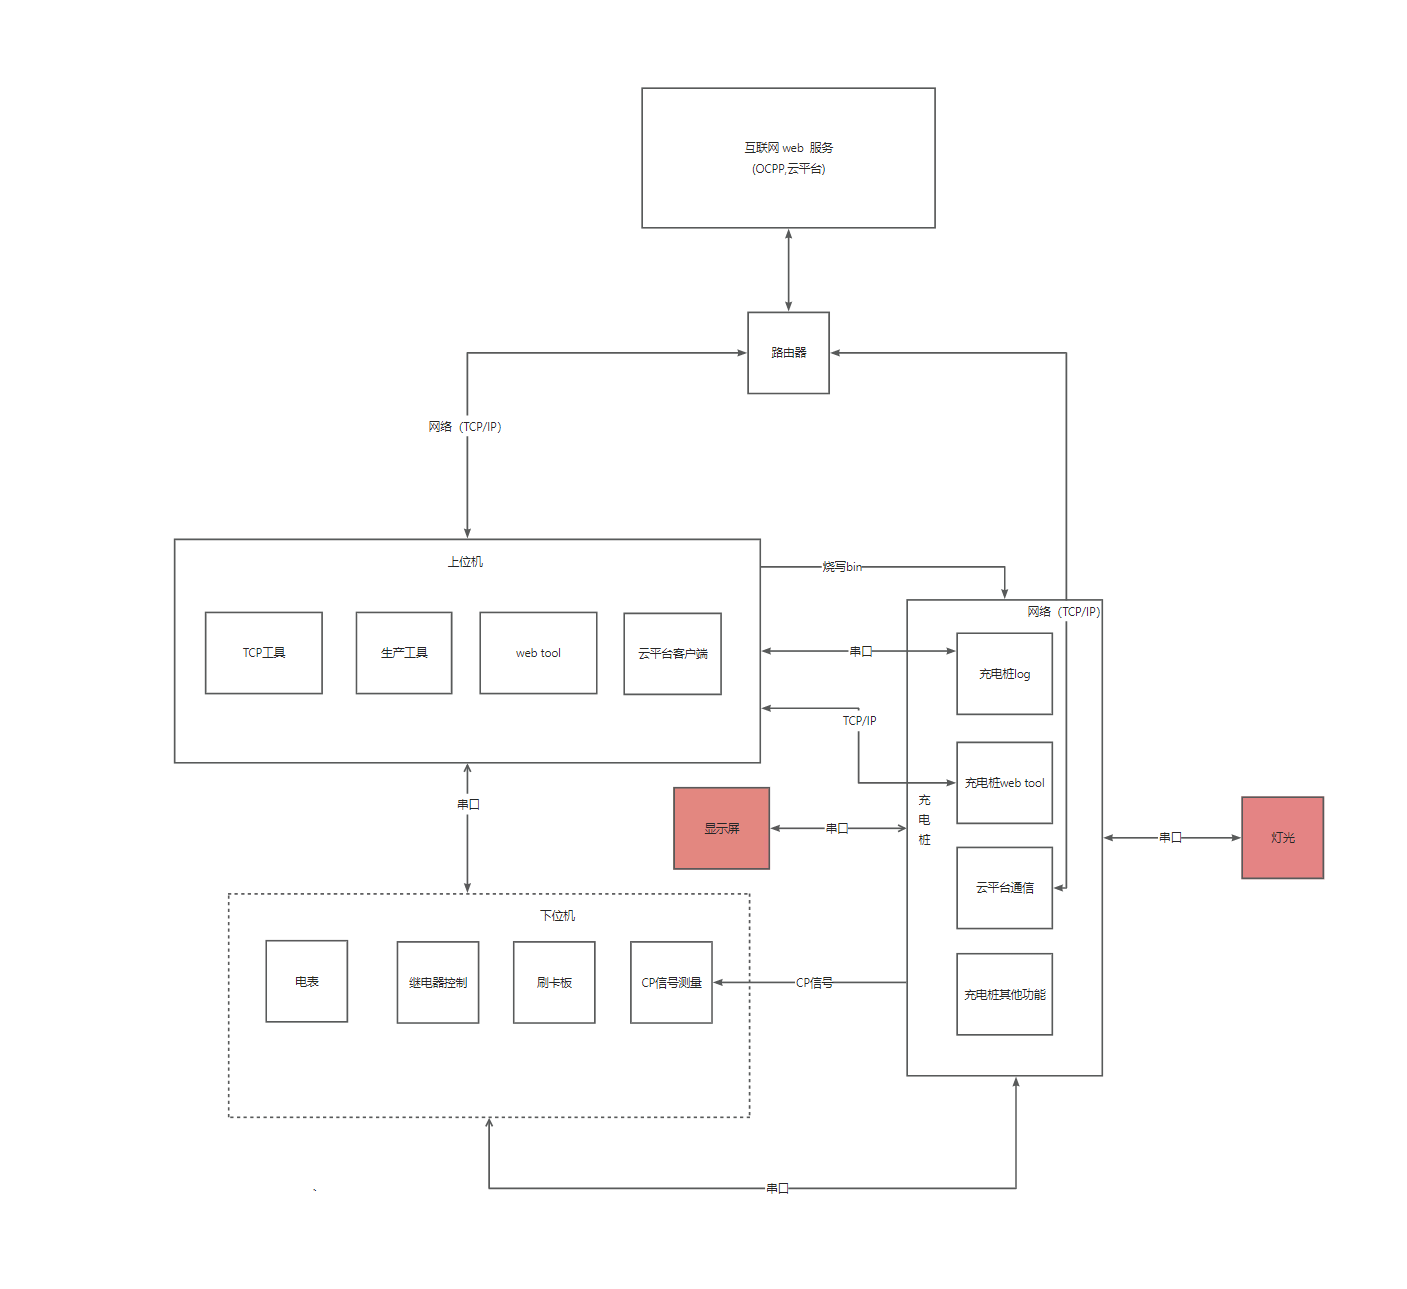 互联网 web 服务
(OCPP,云平台)
路由器
网络（TCP/IP）
上位机
TCP工具
生产工具
web tool
云平台客户端
烧写bin
网络（TCP/IP）
串口
充电桩log
TCP/IP
充电桩web tool
充
电
桩
串口
显示屏
串口
串口
灯光
云平台通信
下位机
电表
继电器控制
刷卡板
CP信号测量
CP信号
充电桩其他功能
串口
、